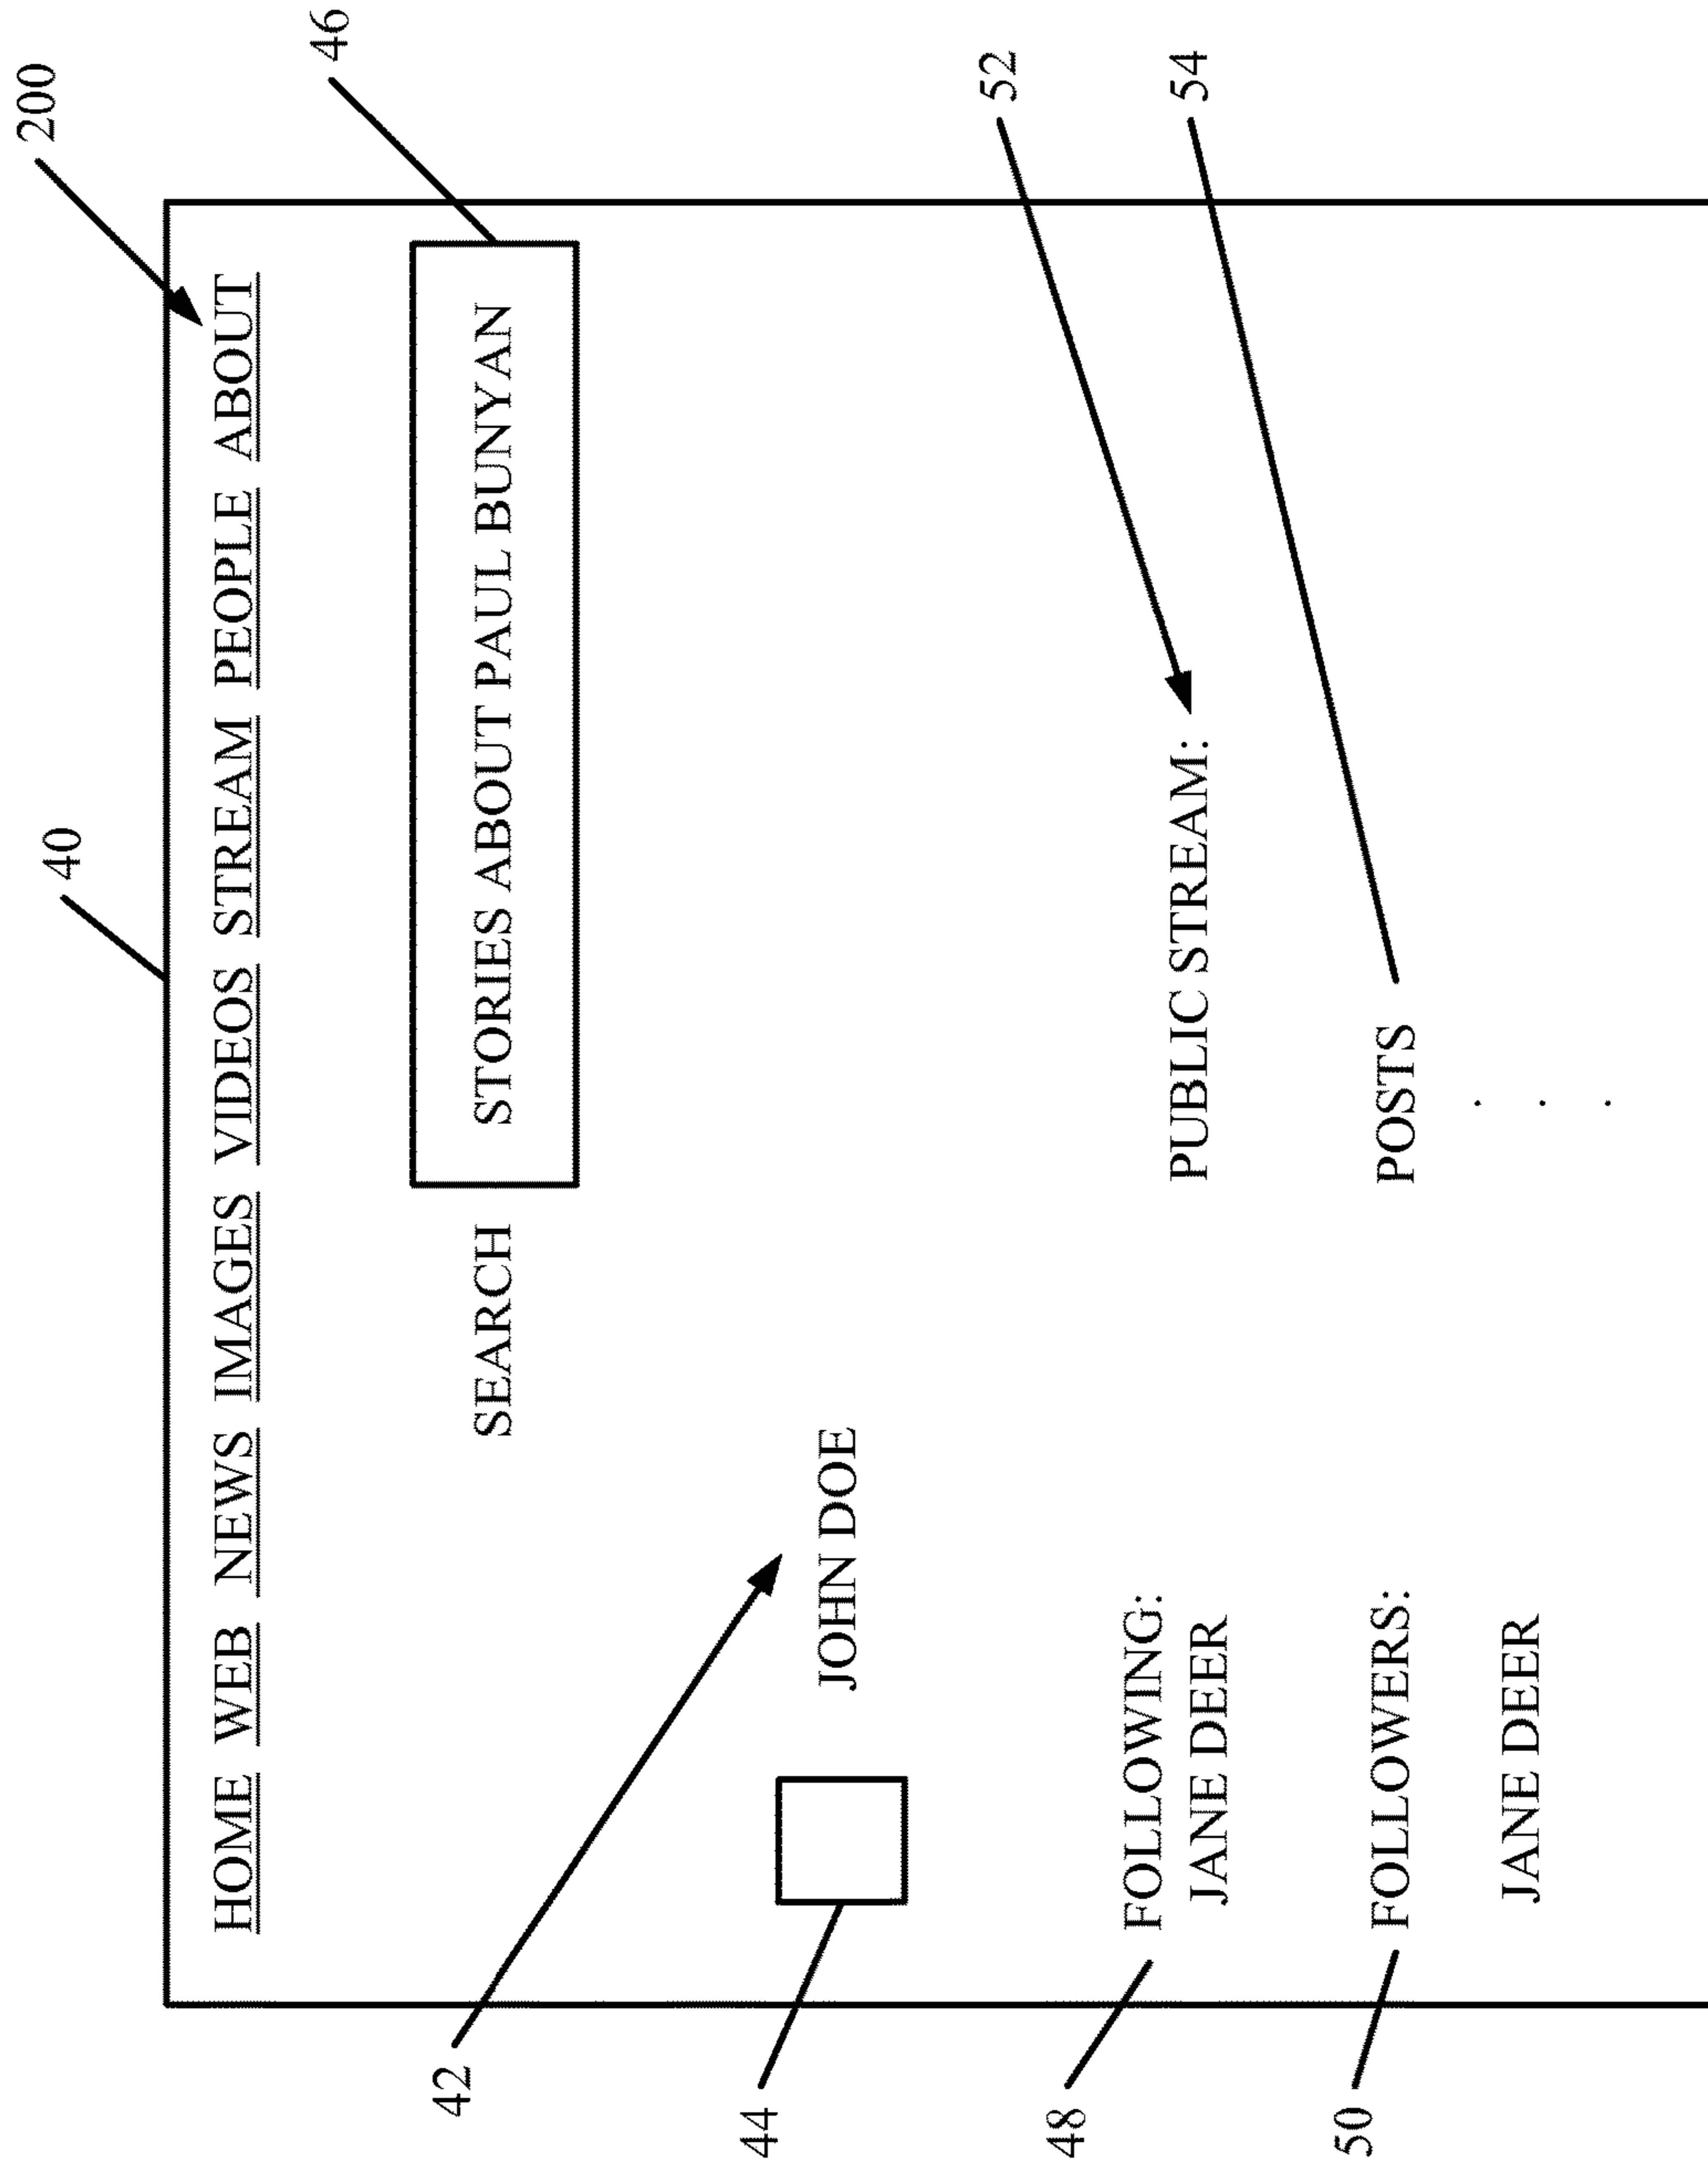 200
40
46
HOME WEB NEWS IMAGES VIDEOS STREAM PEOPLE ABOUT
42
SEARCH STORIES ABOUT PAUL BUNYAN
44
JOHN DOE
52
48
FOLLOWING:
JANE DEER
PUBLIC STREAM:
54
50
FOLLOWERS:
JANE DEER
POSTS
.
.
.